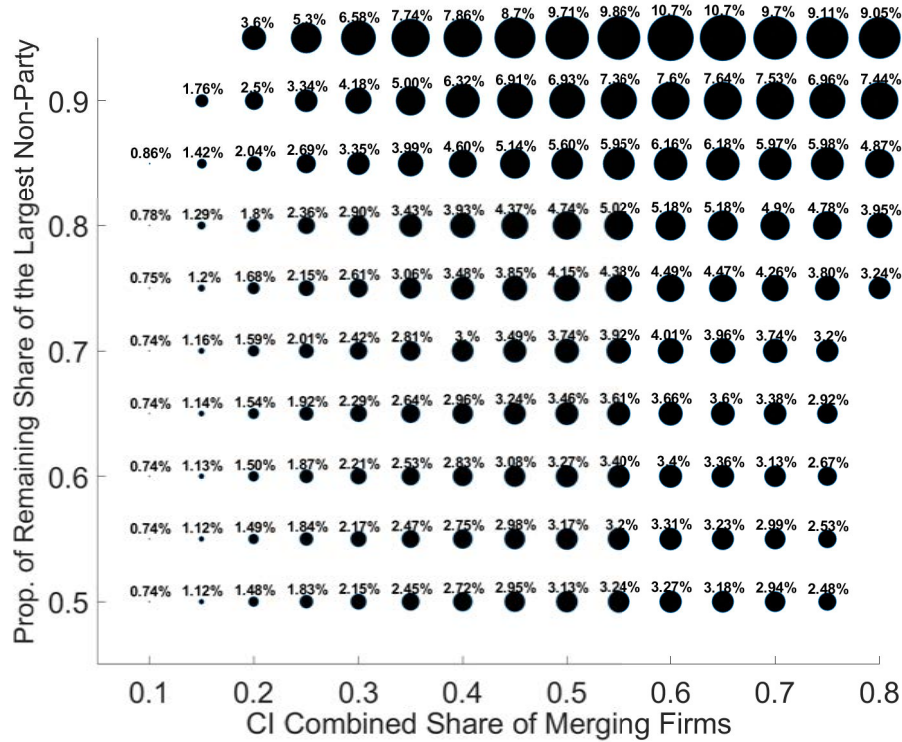 3.6% 5.3% 6.58% 7.74% 7.86% 8.7% 9.71% 9.86% 10.7% 10.7% 9.7% 9.11% 9.05%
0.9 1.76% 2.5% 3.34% 4.18% 5.00% 6.32% 6.91% 6.93% 7.36% 7.6% 7.64% 7.53% 6.96% 7.44%
0.86% 1.42% 2.04% 2.69% 3.35% 3.99% 4.60% 5.14% 5.60% 5.95% 6.16% 6.18% 5.97% 5.98% 4.87%
0.8 0.78% 1.29% 1.8% 2.36% 2.90% 3.43% 3.93% 4.37% 4.74% 5.02% 5.18% 5.18% 4.9% 4.78% 3.95%
0.75% 1.2% 1.68% 2.15% 2.61% 3.06% 3.48% 3.85% 4.15% 4.38% 4.49% 4.47% 4.26% 3.80% 3.24%
0.7 0.74% 1.16% 1.59% 2.01% 2.42% 2.81% 3.% 3.49% 3.74% 3.92% 4.01% 3.96% 3.74% 3.2%
0.74% 1.14% 1.54% 1.92% 2.29% 2.64% 2.96% 3.24% 3.46% 3.61% 3.66% 3.6% 3.38% 2.92%
0.6 0.74% 1.13% 1.50% 1.87% 2.21% 2.53% 2.83% 3.08% 3.27% 3.40% 3.4% 3.36% 3.13% 2.67%
0.74% 1.12% 1.49% 1.84% 2.17% 2.47% 2.75% 2.98% 3.17% 3.2% 3.31% 3.23% 2.99% 2.53%
0.5 0.74% 1.12% 1.48% 1.83% 2.15% 2.45% 2.72% 2.95% 3.13% 3.24% 3.27% 3.18% 2.94% 2.48%
Prop. of Remaining Share of the Largest Non-Party
0.1 0.2 0.3 0.4 0.5 0.6 0.7 0.8
CI Combined Share of Merging Firms